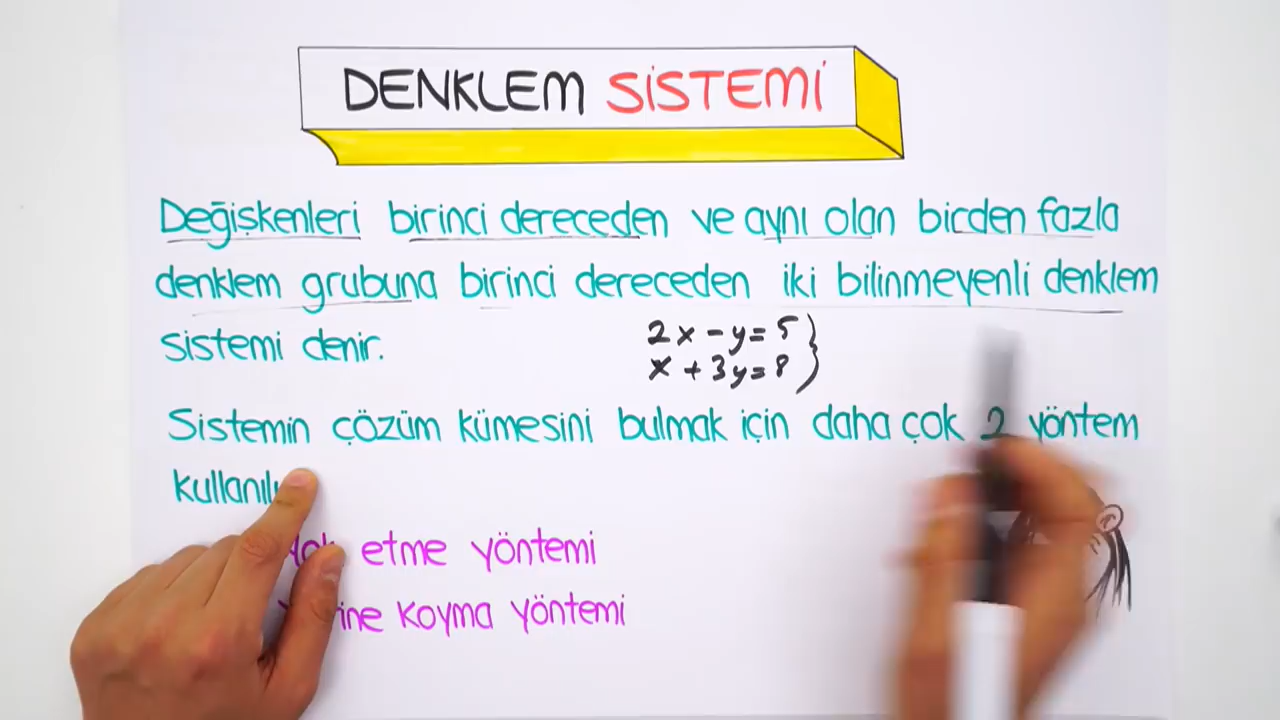 DENKLEM SİSTEMİ
Değişkenleri birinci dereceden ve aynı olan birden fazla
denklem grubuna birinci dereceden iki bilinmeyenli denklem
sistemi denir.
2x - y = 5
x + 3y = 8
Sistemin çözüm kümesini bulmak için daha çok 2 yöntem
etme yöntemi
koyma yöntemi